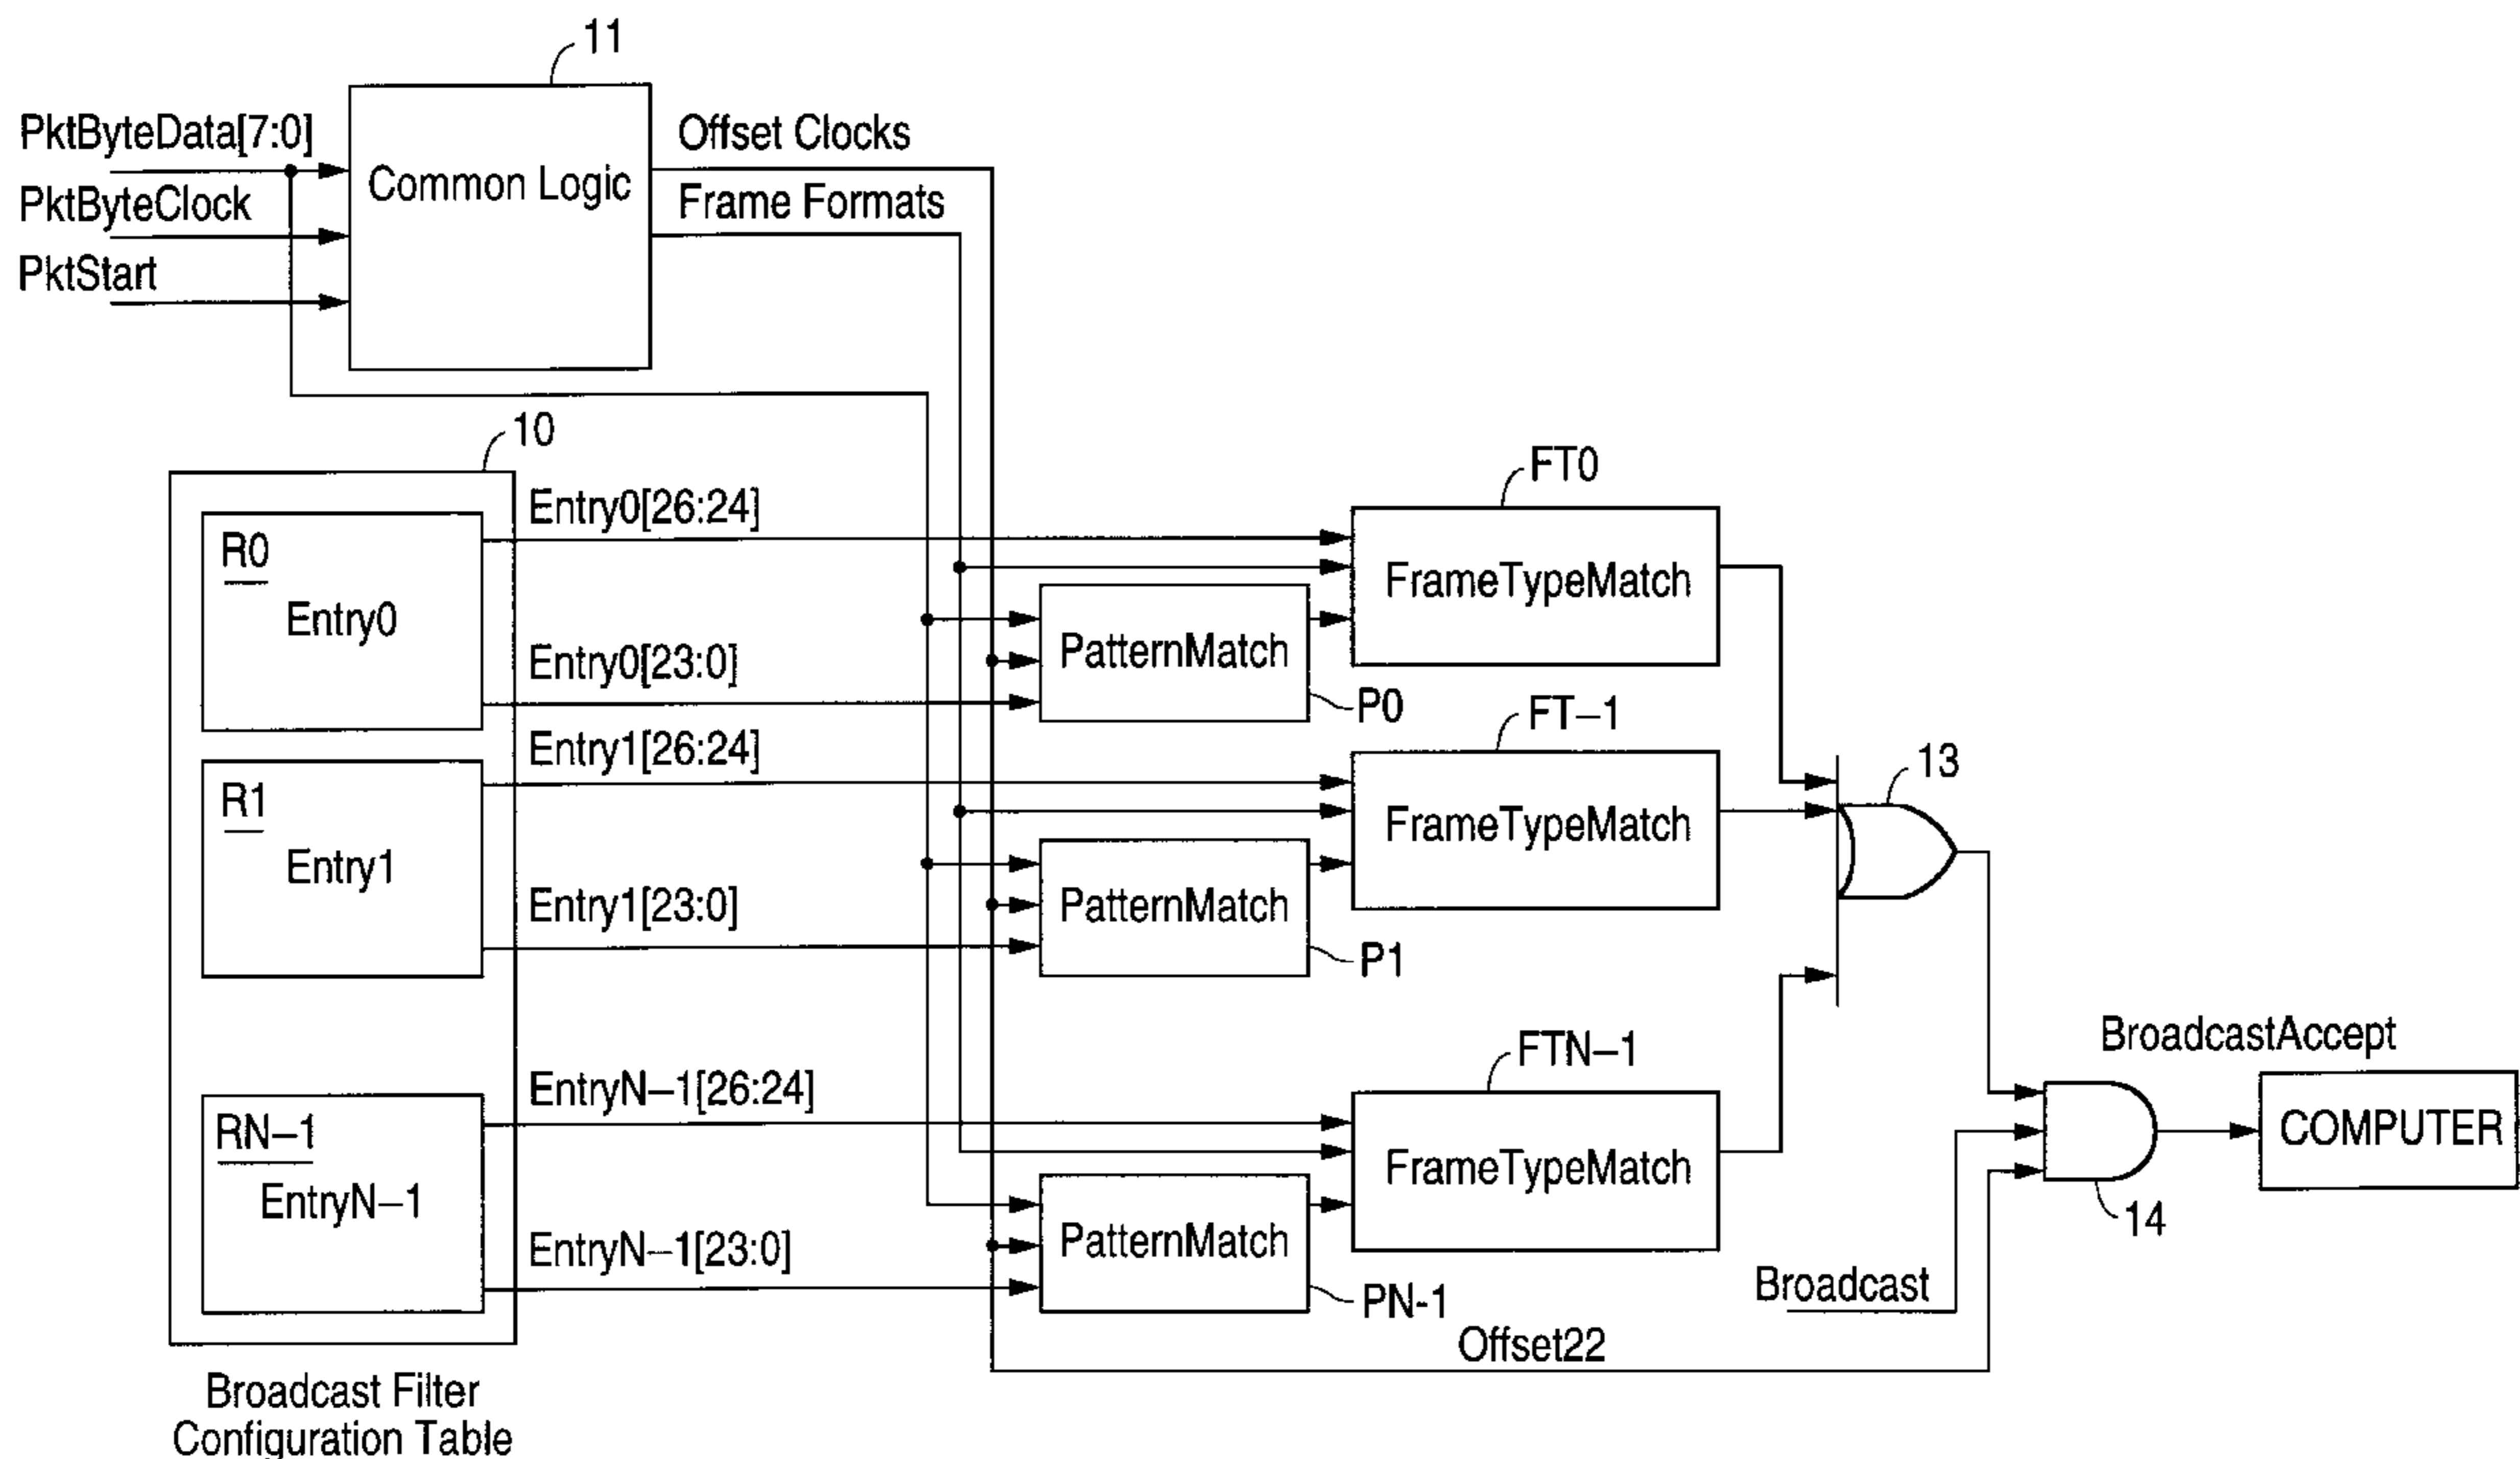 11
PktByteData[7:0]
PktByteClock
PktStart
Common Logic
Offset Clocks
Frame Formats
10
R0
Entry0
R1
Entry1
RN–1
EntryN–1
Broadcast Filter
Configuration Table
Entry0[26:24]
Entry0[23:0]
Entry1[26:24]
Entry1[23:0]
EntryN–1[26:24]
EntryN–1[23:0]
PatternMatch
P0
PatternMatch
P1
PatternMatch
PN-1
FT0
FrameTypeMatch
FT–1
FrameTypeMatch
FTN–1
FrameTypeMatch
13
BroadcastAccept
COMPUTER
14
Broadcast
Offset22